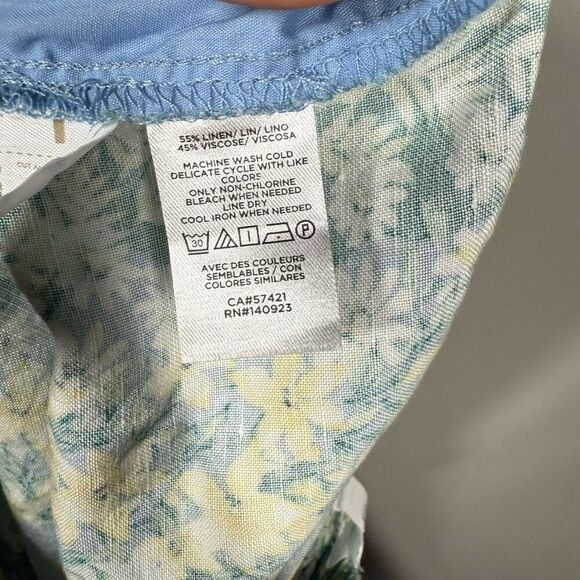 55% LINEN/ LIN/ LINO
45% VISCOSE/ VISCOSA
MACHINE WASH COLD
DELICATE CYCLE WITH LIKE
COLORS
ONLY NON-CHLORINE
BLEACH WHEN NEEDED
LINE DRY
COOL IRON WHEN NEEDED
30 P
AVEC DES COULEURS
SEMBLABLES / CON
COLORES SIMILARES
CA#57421
RN#140923